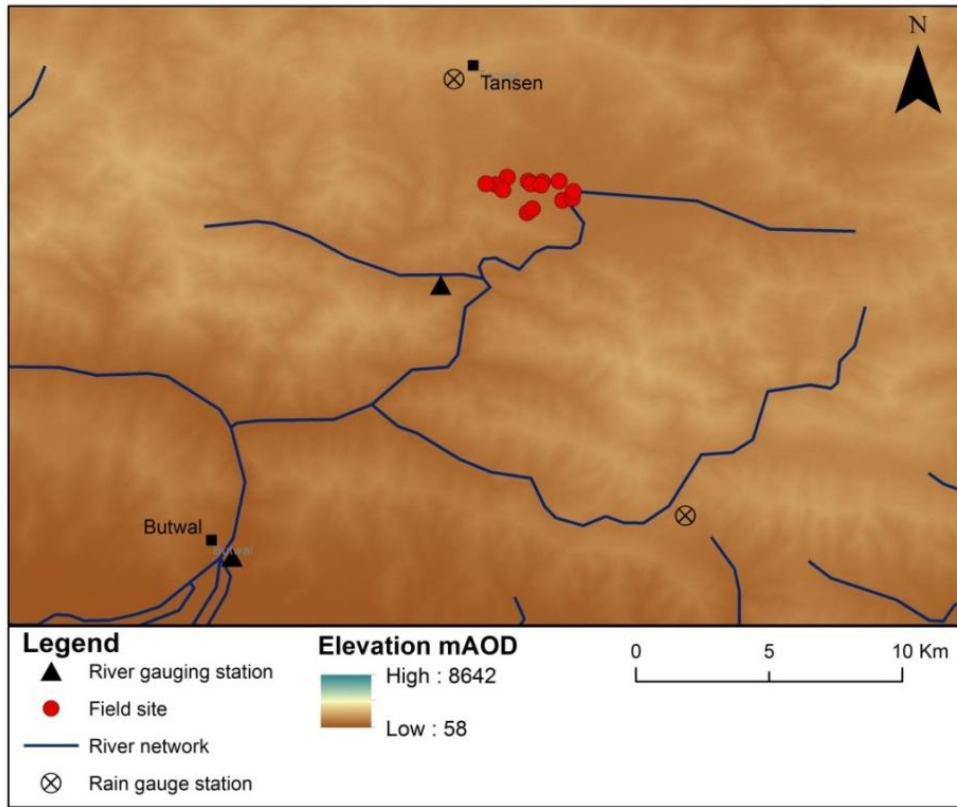 N
Tansen
Butwal
Butwal
Legend
River gauging station
Field site
River network
Rain gauge station
Elevation mAOD
High : 8642
Low : 58
0 5 10 Km